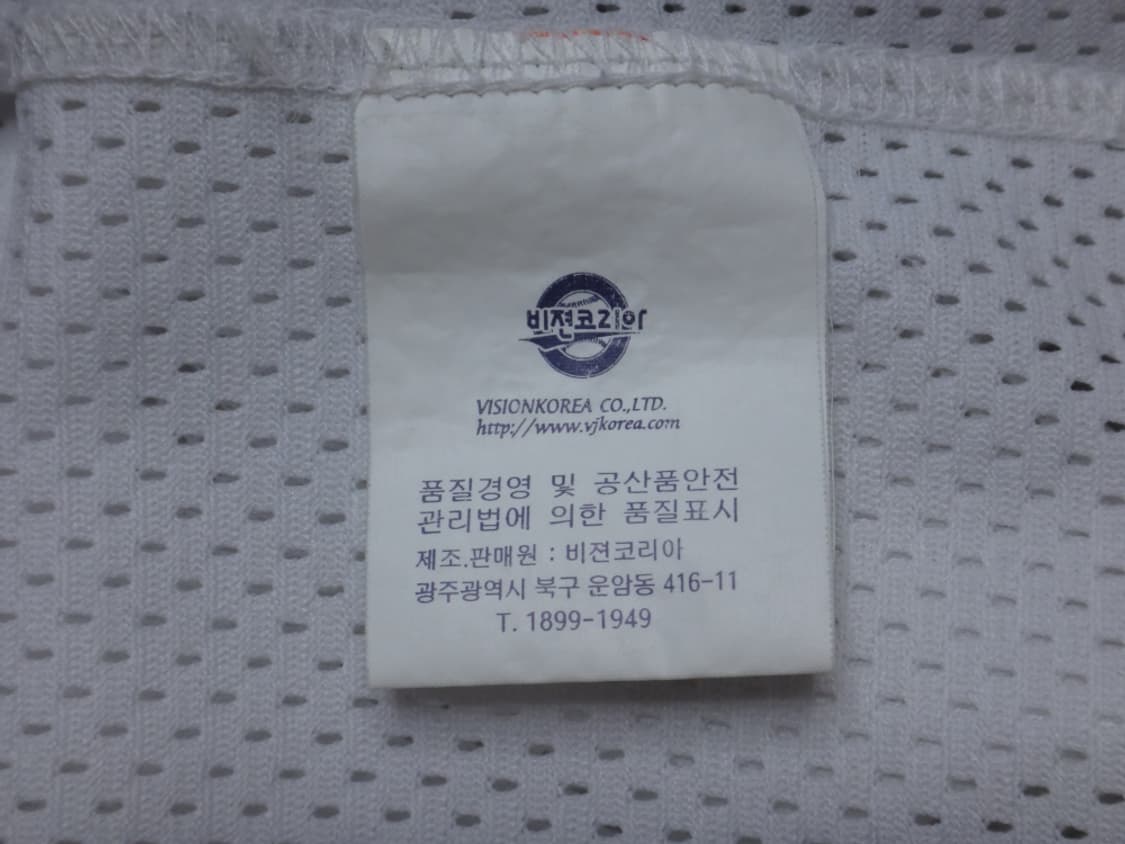 비젼코리아
VISIONKOREA CO.,LTD.
http://www.vjkorea.com
품질경영 및 공산품안전
관리법에 의한 품질표시
제조.판매원 : 비젼코리아
광주광역시 북구 운암동 416-11
T. 1899-1949